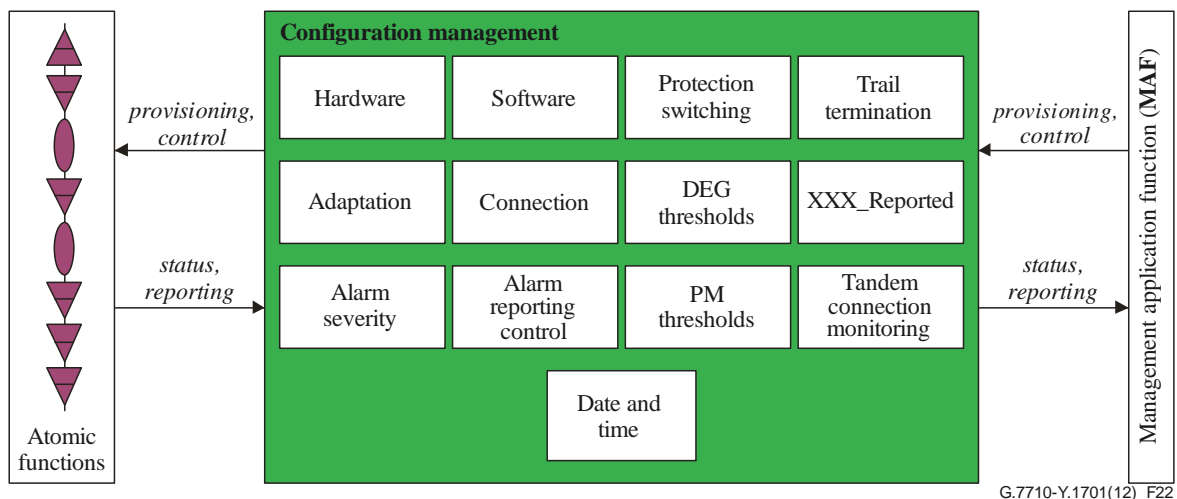 Configuration management
Hardware
Software
Protection
switching
Trail
termination
provisioning,
control
provisioning,
control
Adaptation
Connection
DEG
thresholds
XXX_Reported
status,
reporting
status,
reporting
Alarm
severity
Alarm
reporting
control
PM
thresholds
Tandem
connection
monitoring
Date and
time
Atomic
functions
Management application function (MAF)
G.7710-Y.1701(12)_F22